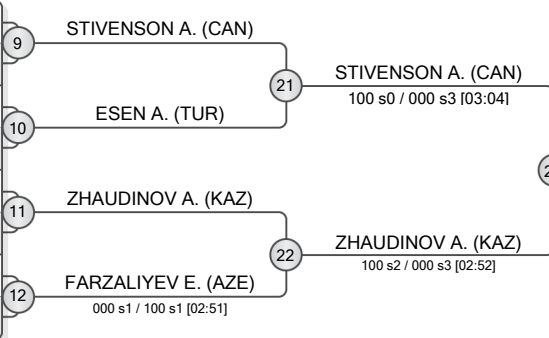 STIVENSON A. (CAN)
9
21
STIVENSON A. (CAN)
100 s0 / 000 s3 [03:04]
ESEN A. (TUR)
10
2
ZHAUDINOV A. (KAZ)
11
22
ZHAUDINOV A. (KAZ)
100 s2 / 000 s3 [02:52]
FARZALIYEV E. (AZE)
12
000 s1 / 100 s1 [02:51]